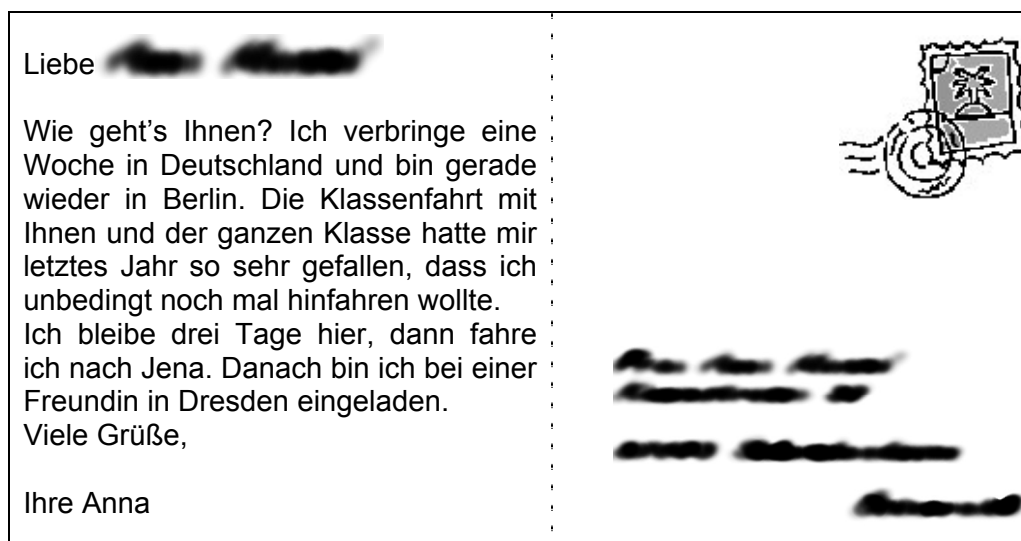 Liebe
Wie geht's Ihnen? Ich verbringe eine
Woche in Deutschland und bin gerade
wieder in Berlin. Die Klassenfahrt mit
Ihnen und der ganzen Klasse hatte mir
letztes Jahr so sehr gefallen, dass ich
unbedingt noch mal hinfahren wollte.
Ich bleibe drei Tage hier, dann fahre
ich nach Jena. Danach bin ich bei einer
Freundin in Dresden eingeladen.
Viele Grüße,
Ihre Anna